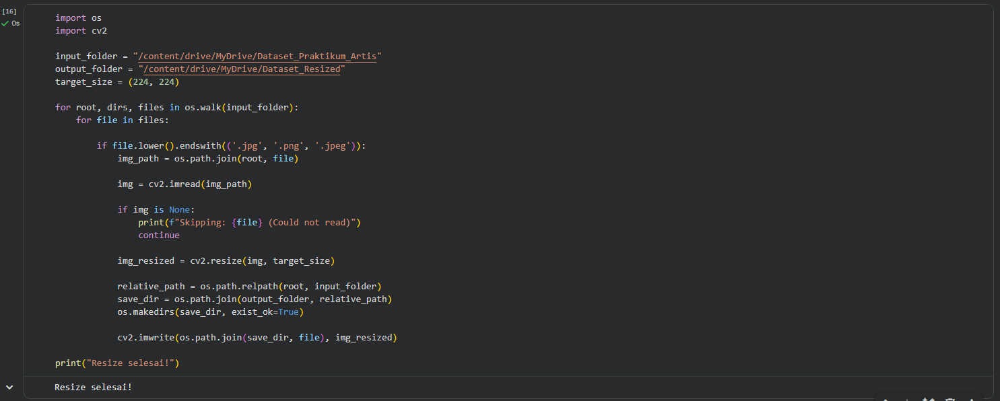 [16]
0s
import os
import cv2
input_folder = "/content/drive/MyDrive/Dataset_Praktikum_Artis"
output_folder = "/content/drive/MyDrive/Dataset_Resized"
target_size = (224, 224)
for root, dirs, files in os.walk(input_folder):
    for file in files:
        if file.lower().endswith(('.jpg', '.png', '.jpeg')):
            img_path = os.path.join(root, file)
            img = cv2.imread(img_path)
            if img is None:
                print(f"Skipping: {file} (Could not read)")
                continue
            img_resized = cv2.resize(img, target_size)
            relative_path = os.path.relpath(root, input_folder)
            save_dir = os.path.join(output_folder, relative_path)
            os.makedirs(save_dir, exist_ok=True)
            cv2.imwrite(os.path.join(save_dir, file), img_resized)
print("Resize selesai!")
Resize selesai!